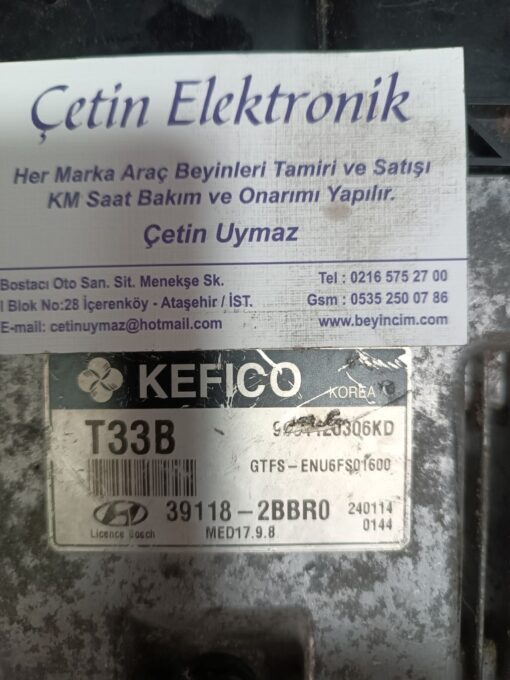 Çetin Elektronik
Her Marka Araç Beyinleri Tamiri ve Satışı
KM Saat Bakım ve Onarımı Yapılır.
Çetin Uymaz
Bostacı Oto San. Sit. Menekşe Sk.
Blok No:28 İçerenköy - Ataşehir / İST.
E-mail: cetinuymaz@hotmail.com
Tel : 0216 575 27 00
Gsm : 0535 250 07 86
www.beyincim.com
KEFICO
KOREA
T33B
GTFS-ENU6FS01600
39118-2BBR0
240114
0144
Licence Bosch
MED17.9.8